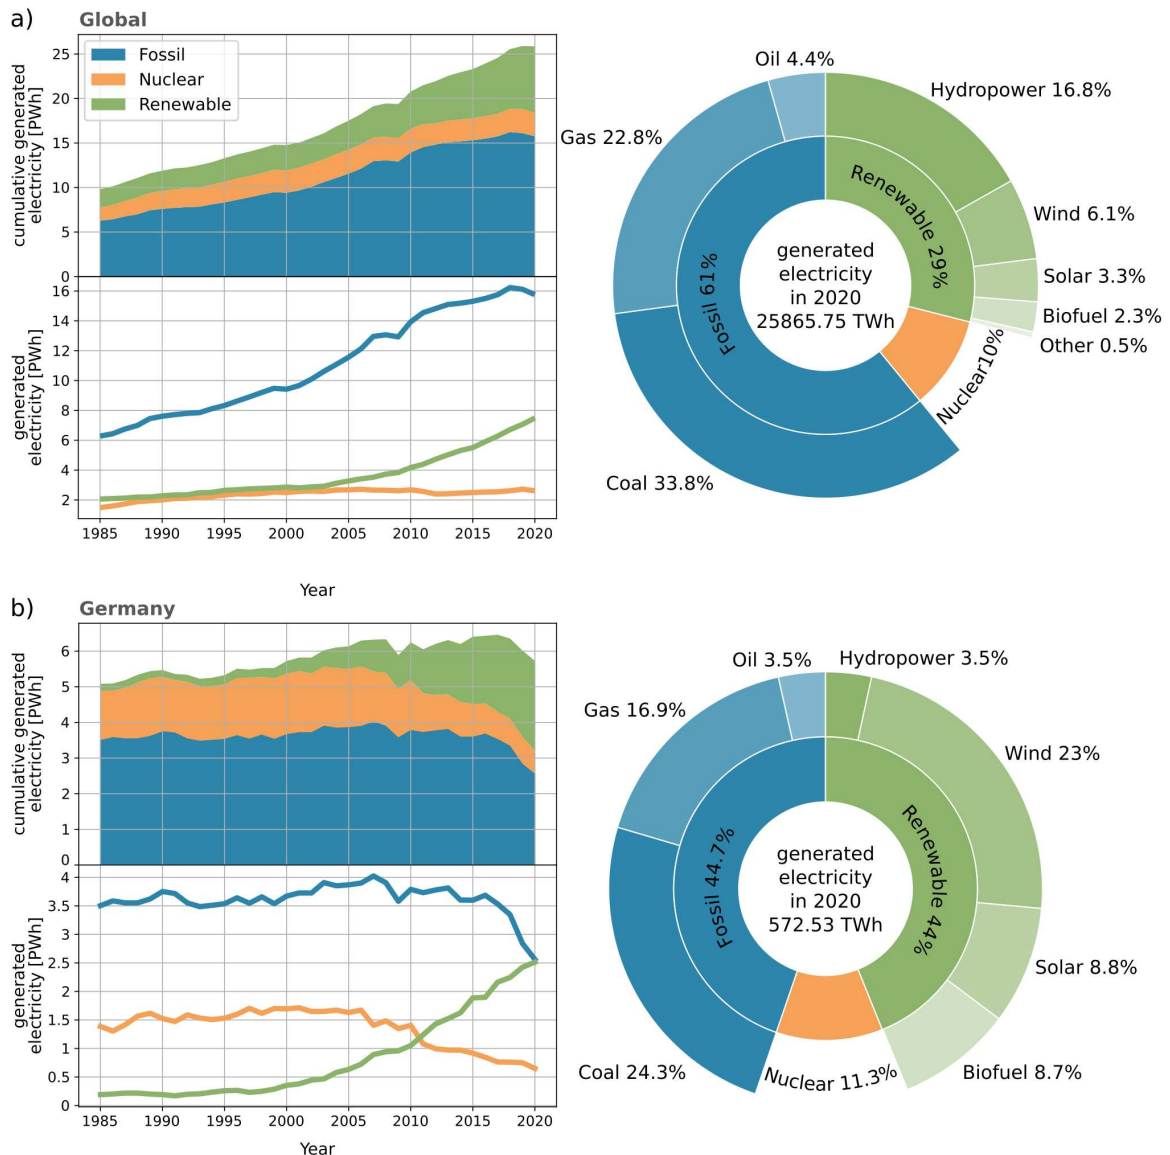 a)
Global
Fossil
Nuclear
Renewable
cumulative generated
electricity [PWh]
25
20
15
10
5
0
generated
electricity [PWh]
16
14
12
10
8
6
4
2
1985 1990 1995 2000 2005 2010 2015 2020
Year
Oil 4.4%
Hydropower 16.8%
Gas 22.8%
Wind 6.1%
Solar 3.3%
Biofuel 2.3%
Other 0.5%
Nuclear10%
Coal 33.8%
Renewable 29%
Fossil 61%
generated
electricity
in 2020
25865.75 TWh
b)
Germany
cumulative generated
electricity [PWh]
6
5
4
3
2
1
0
generated
electricity [PWh]
4
3.5
3
2.5
2
1.5
1
0.5
0
1985 1990 1995 2000 2005 2010 2015 2020
Year
Oil 3.5%
Hydropower 3.5%
Gas 16.9%
Wind 23%
Solar 8.8%
Biofuel 8.7%
Nuclear 11.3%
Coal 24.3%
Renewable 44%
Fossil 44.7%
generated
electricity
in 2020
572.53 TWh